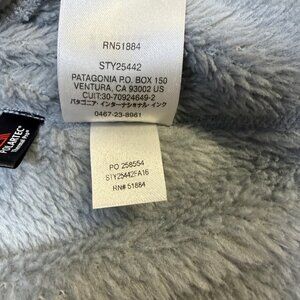 RN51884
STY25442
PATAGONIA P.O. BOX 150
VENTURA, CA 93002 US
CUIT:30-70924649-2
パタゴニア・インターナショナル・インク
0467-23-8961
POLARTEC
PO 258554
STY25442FA16
RN# 51884